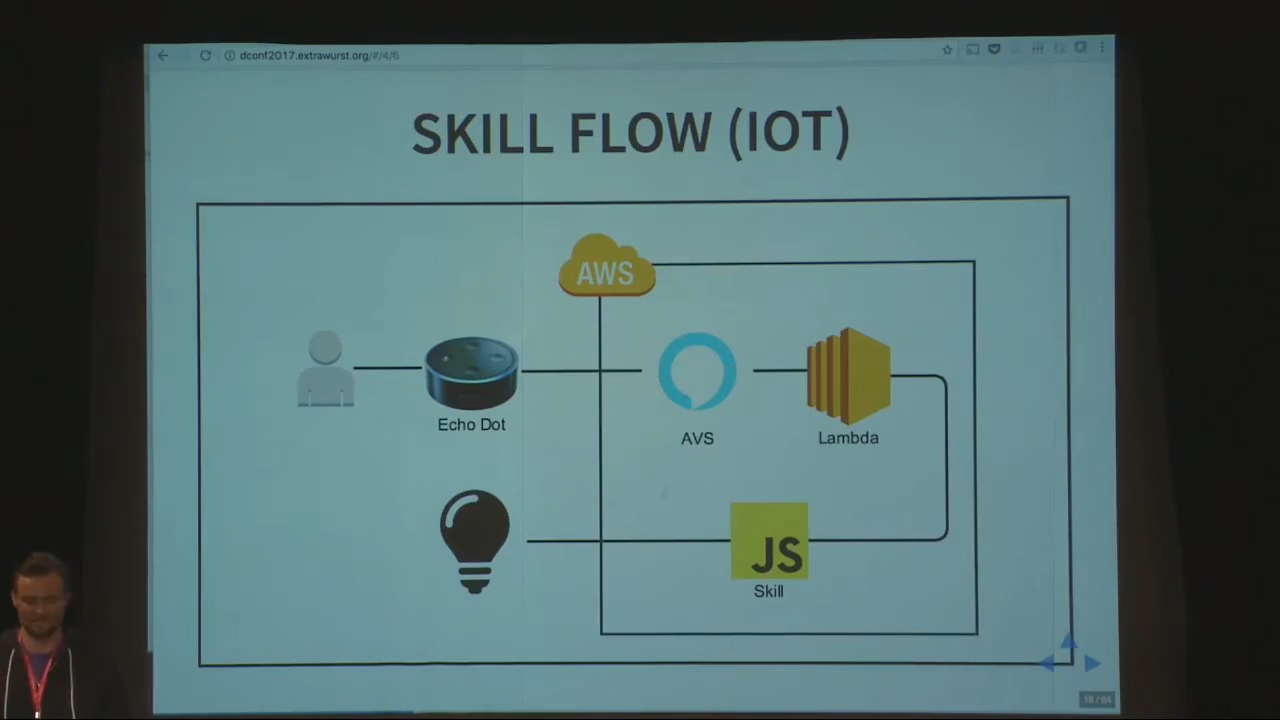 dconf2017.extrawurst.org/#/4/6
SKILL FLOW (IOT)
AWS
Echo Dot
AVS
Lambda
JS
Skill